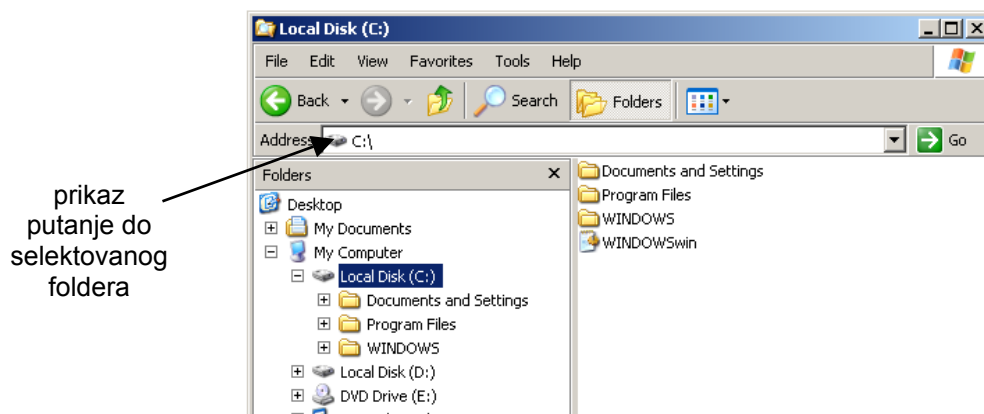 Local Disk (C:)
File Edit View Favorites Tools Help
Back Search Folders
Address C:\ Go
prikaz
putanje do
selektovanog
foldera
Folders
Desktop
My Documents
My Computer
Local Disk (C:)
Documents and Settings
Program Files
WINDOWS
Local Disk (D:)
DVD Drive (E:)
Documents and Settings
Program Files
WINDOWS
WINDOWSwin